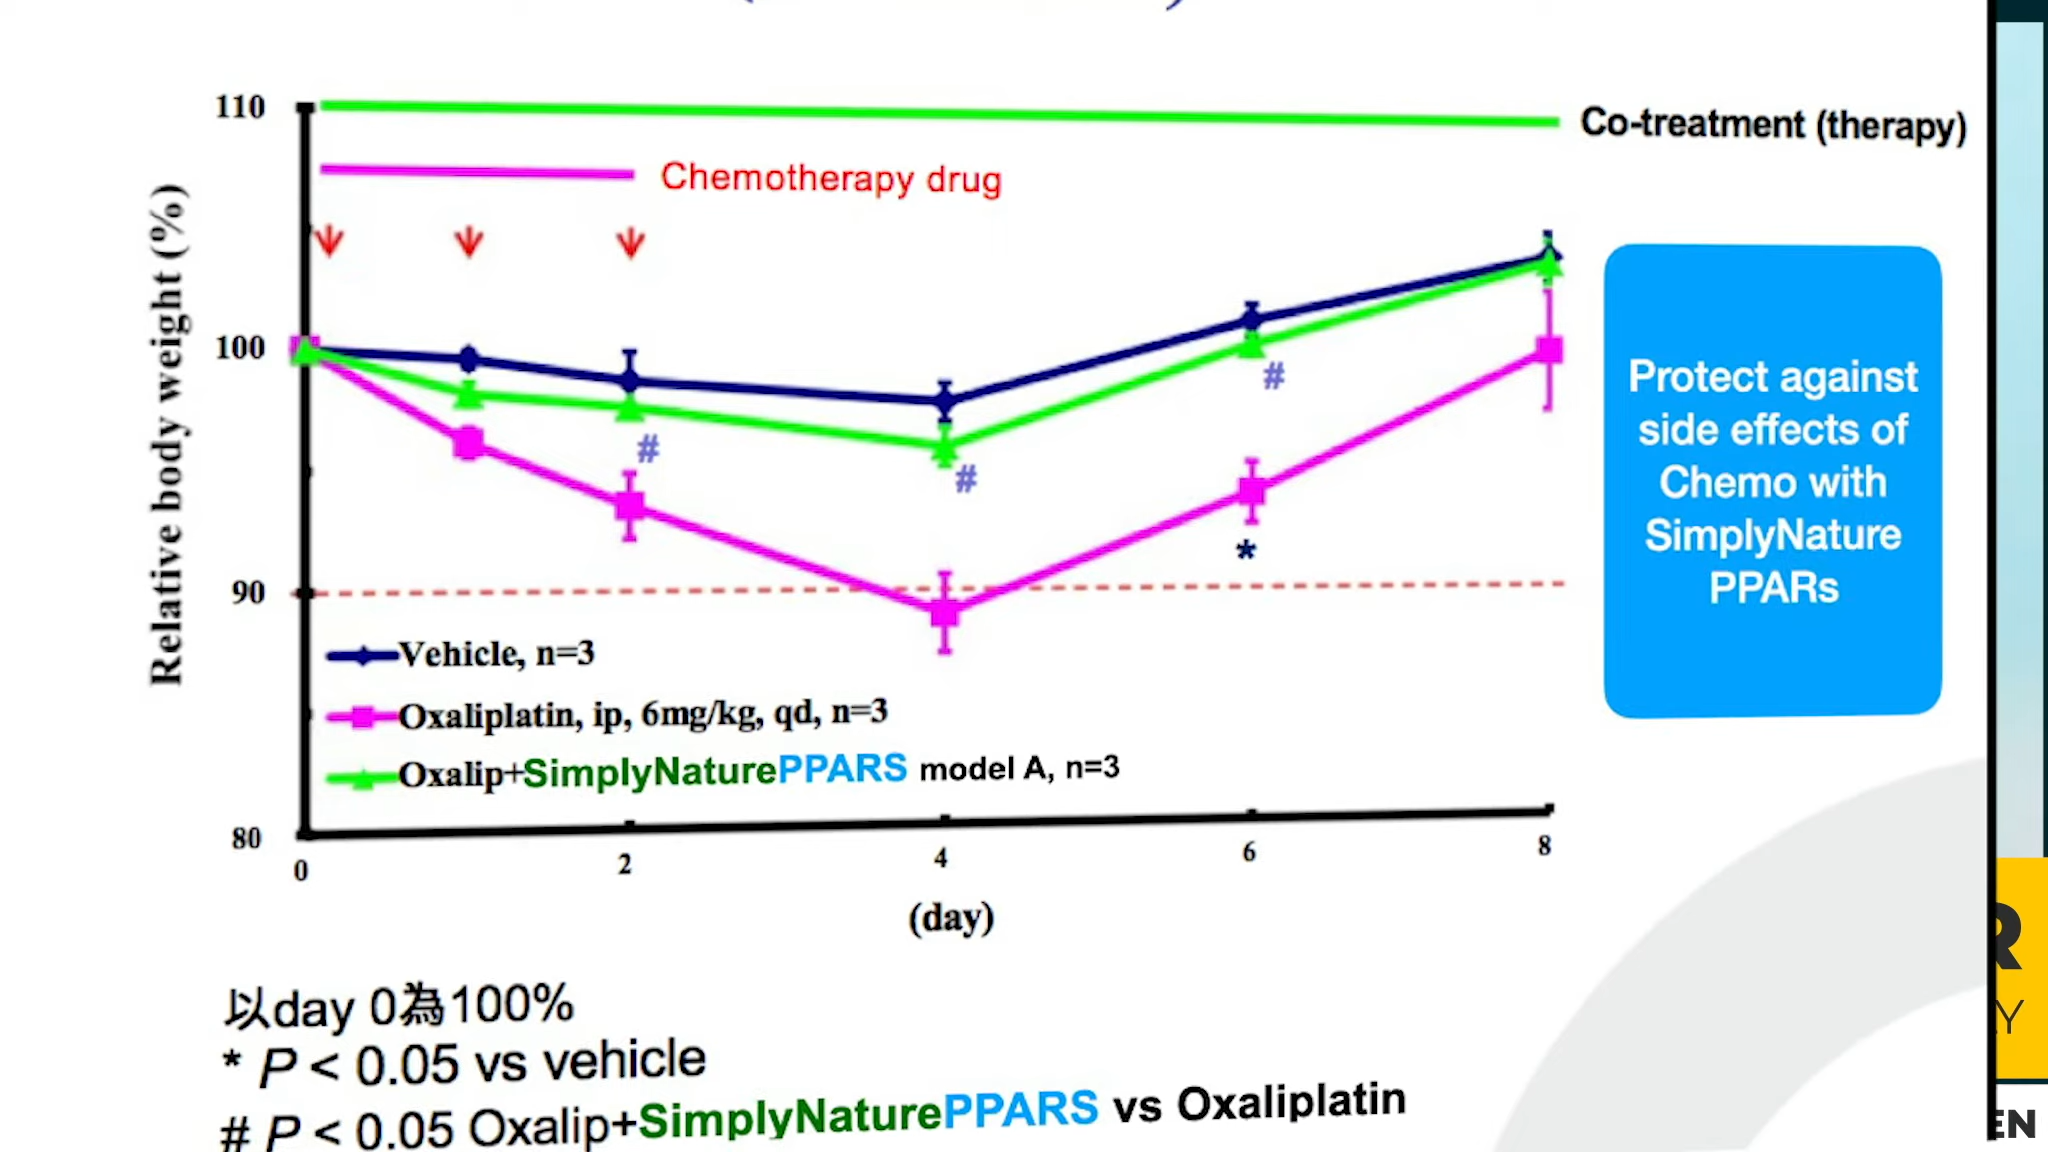 110
Co-treatment (therapy)
Chemotherapy drug
Relative body weight (%)
100
#
#
#
*
90
80
Protect against
side effects of
Chemo with
SimplyNature
PPARs
Vehicle, n=3
Oxaliplatin, ip, 6mg/kg, qd, n=3
Oxalip+SimplyNaturePPARS model A, n=3
0
2
4
6
8
(day)
以day 0為100%
* P < 0.05 vs vehicle
# P < 0.05 Oxalip+SimplyNaturePPARS vs Oxaliplatin
R
Y
EN